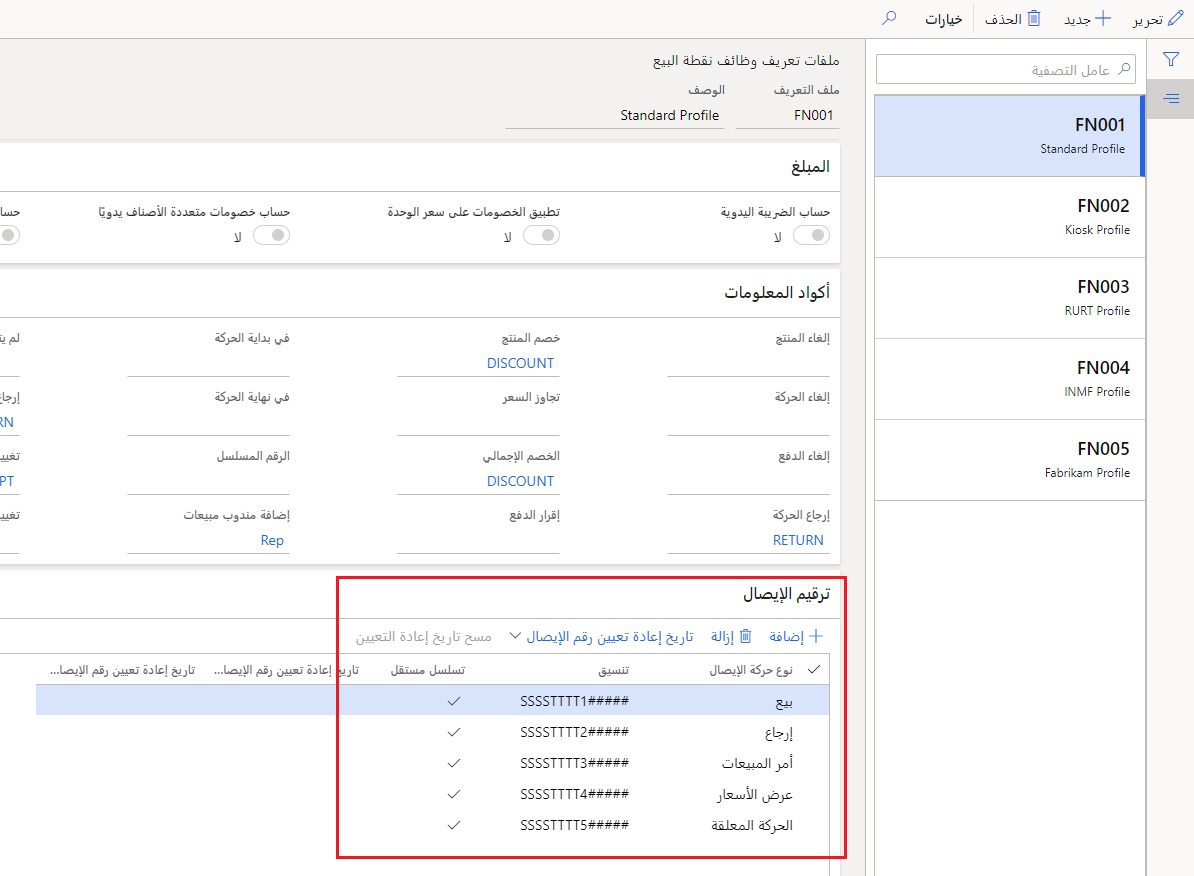 تحرير
جديد
الحذف
خيارات
عامل التصفية
FN001
Standard Profile
FN002
Kiosk Profile
FN003
RURT Profile
FN004
INMF Profile
FN005
Fabrikam Profile
ملفات تعريف وظائف نقطة البيع
ملف التعريف الوصف
FN001 Standard Profile
المبلغ
حساب الضريبة اليدوية تطبيق الخصومات على سعر الوحدة حساب خصومات متعددة الأصناف يدويًا حسا
لا لا لا
أكواد المعلومات
إلغاء المنتج خصم المنتج في بداية الحركة لم يت
DISCOUNT
إلغاء الحركة تجاوز السعر في نهاية الحركة إرجاع
RN
إلغاء الدفع الخصم الإجمالي الرقم المسلسل تغيير
DISCOUNT PT
إرجاع الحركة إقرار الدفع إضافة مندوب مبيعات تغيير
RETURN Rep
ترقيم الإيصال
إضافة إزالة تاريخ إعادة تعيين رقم الإيصال مسح تاريخ إعادة التعيين
نوع حركة الإيصال تنسيق تسلسل مستقل تاريخ إعادة تعيين رقم الإيصا... تاريخ إعادة تعيين رقم الإيصا...
بيع SSSSTTTT1#####
إرجاع SSSSTTTT2#####
أمر المبيعات SSSSTTTT3#####
عرض الأسعار SSSSTTTT4#####
الحركة المعلقة SSSSTTTT5#####